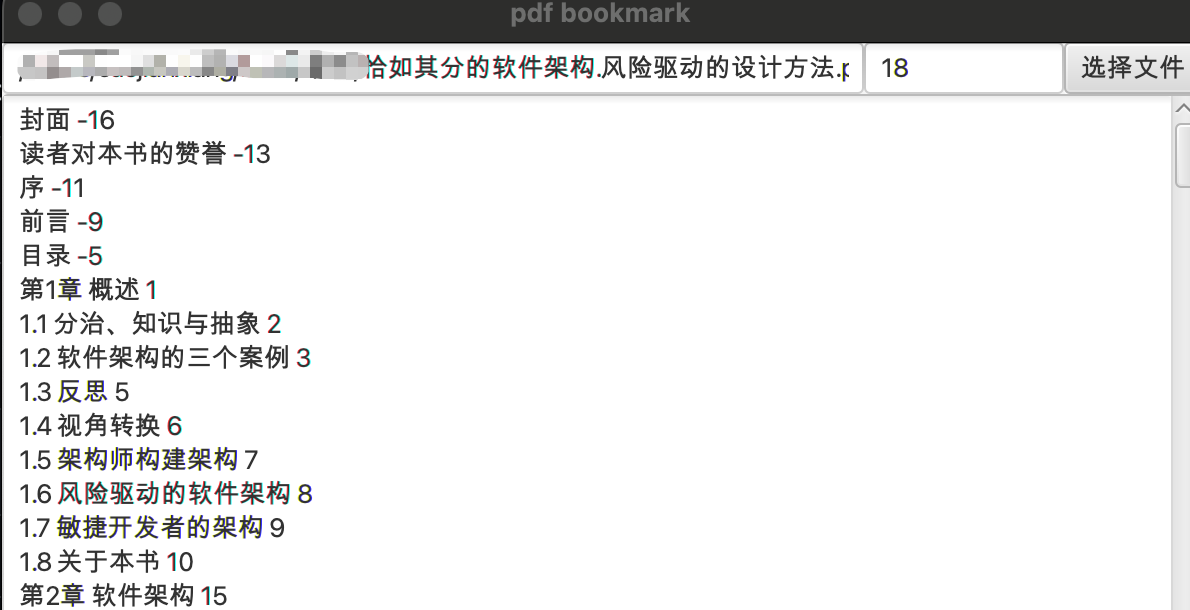 pdf bookmark
恰如其分的软件架构.风险驱动的设计方法.p 18 选择文件
封面 -16
读者对本书的赞誉 -13
序 -11
前言 -9
目录 -5
第1章 概述 1
1.1 分治、知识与抽象 2
1.2 软件架构的三个案例 3
1.3 反思 5
1.4 视角转换 6
1.5 架构师构建架构 7
1.6 风险驱动的软件架构 8
1.7 敏捷开发者的架构 9
1.8 关于本书 10
第2章 软件架构 15